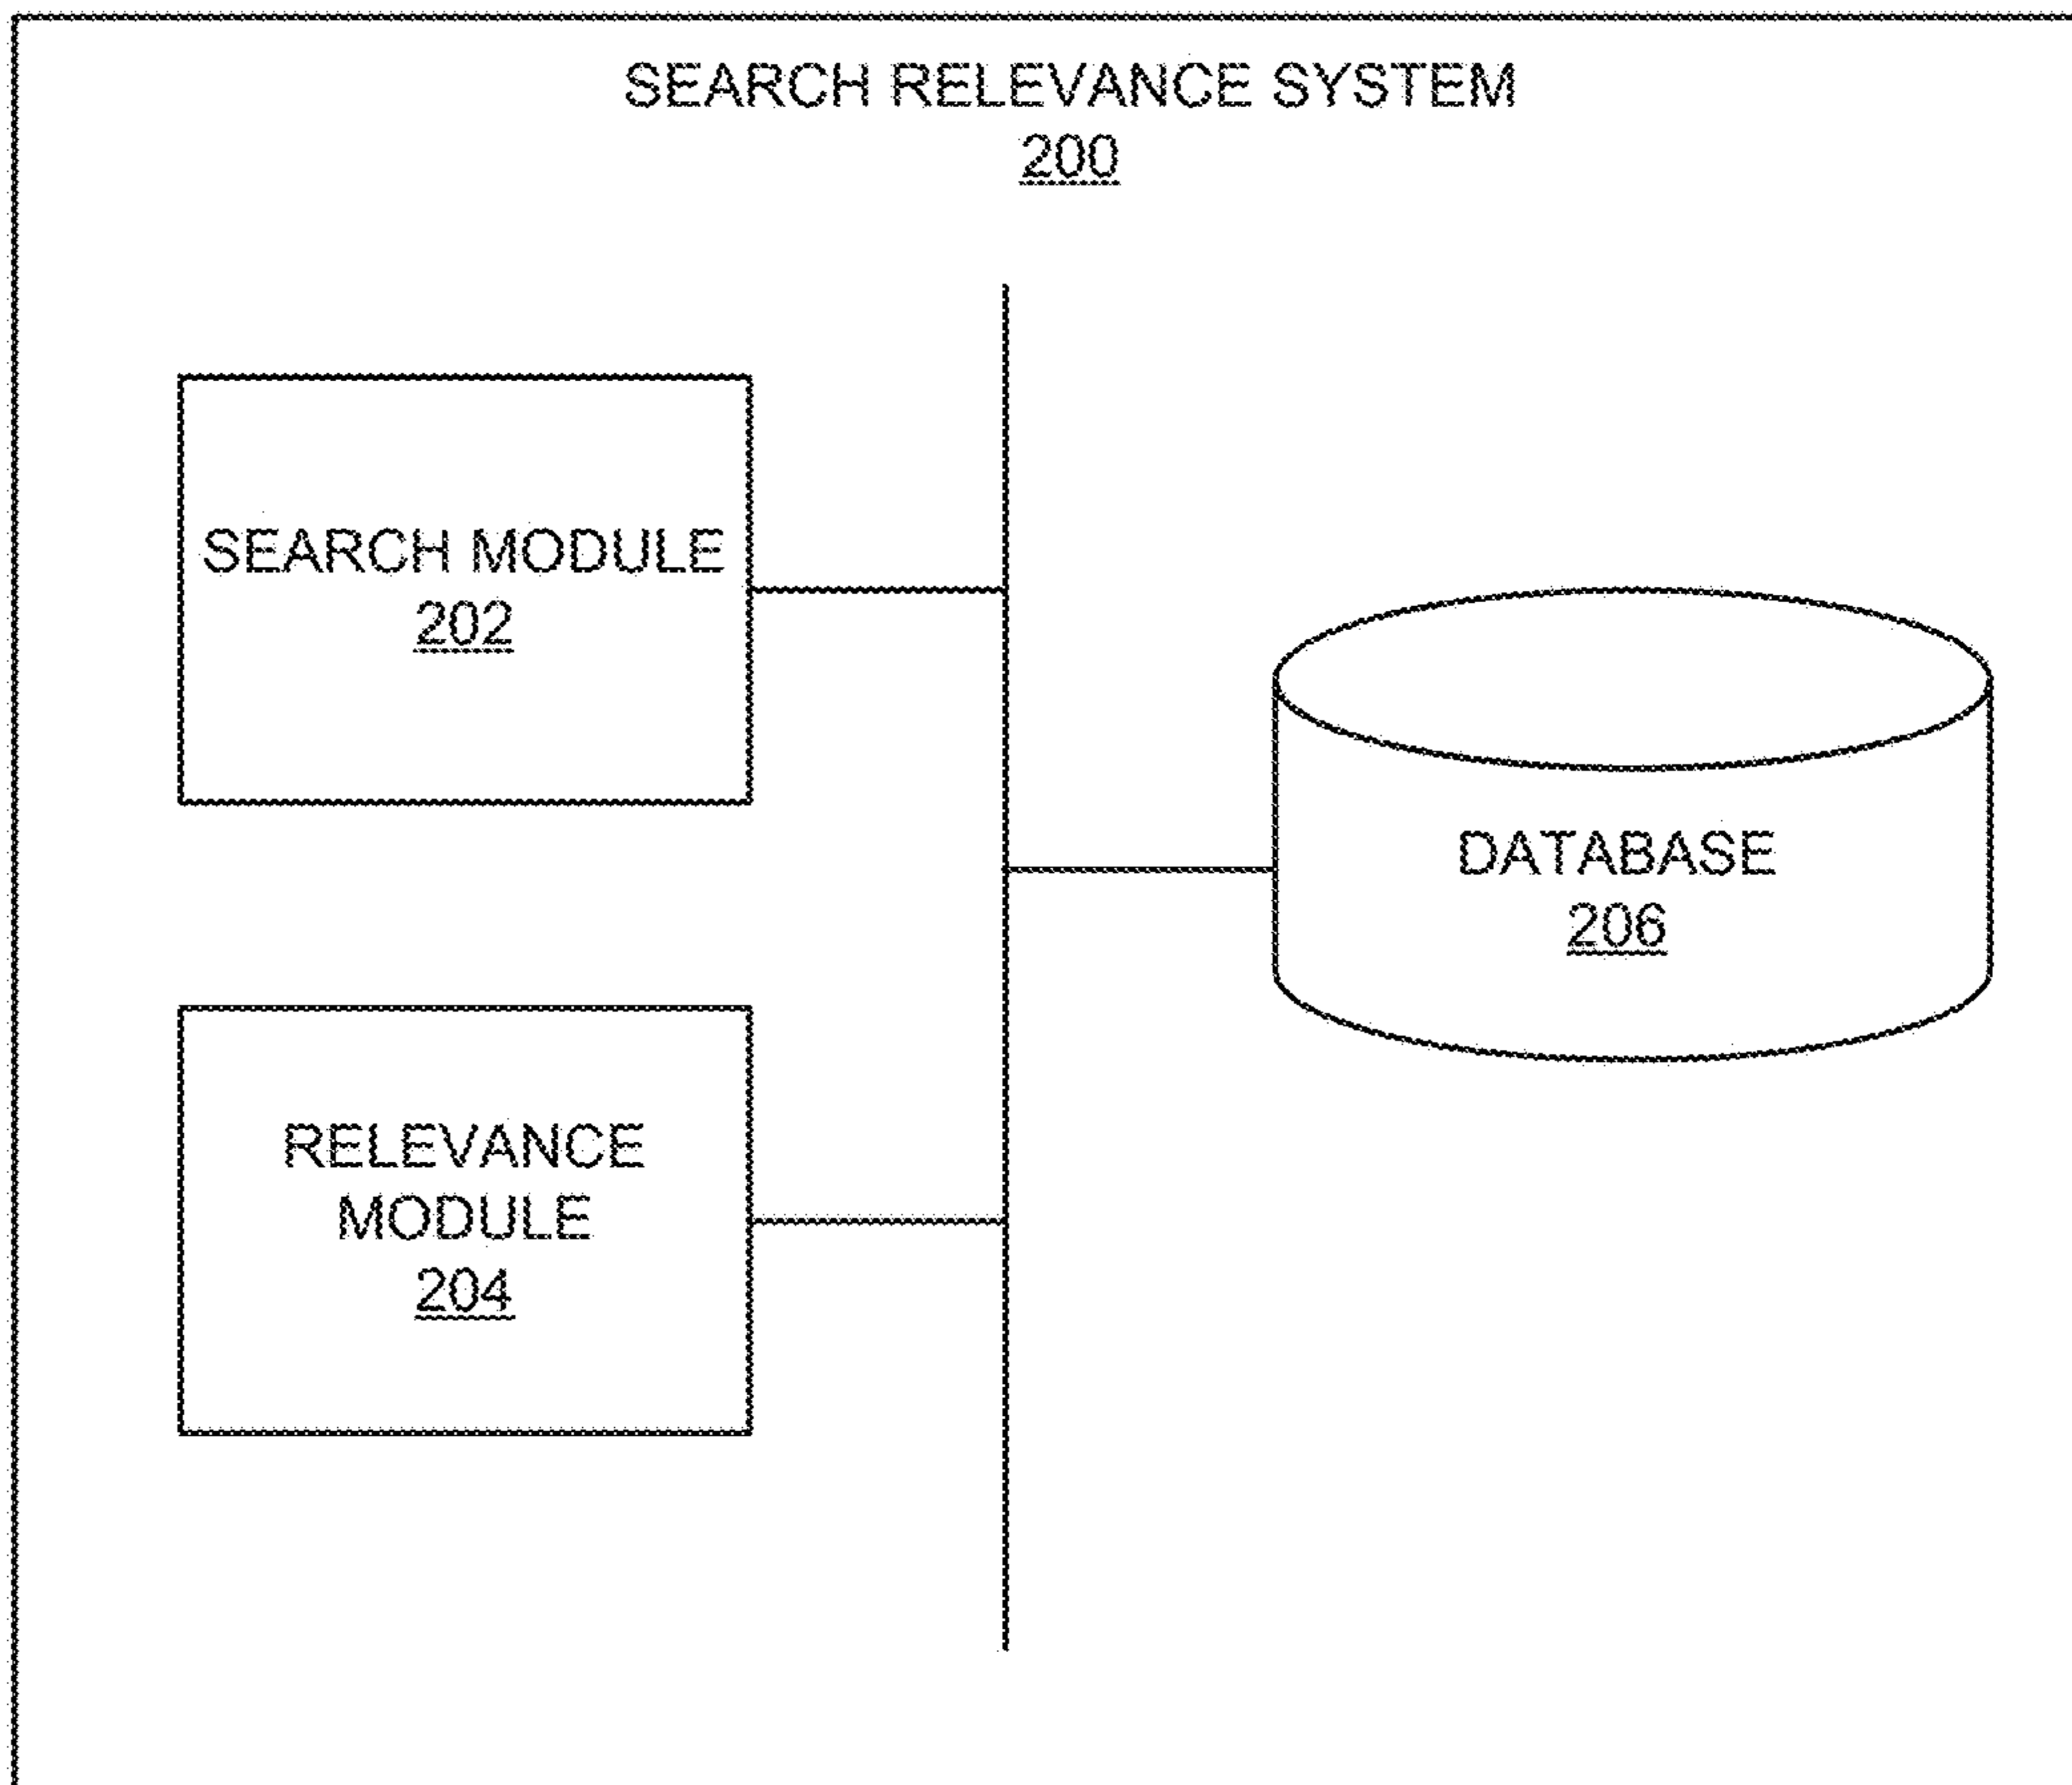 SEARCH RELEVANCE SYSTEM
200
SEARCH MODULE
202
DATABASE
206
RELEVANCE
MODULE
204